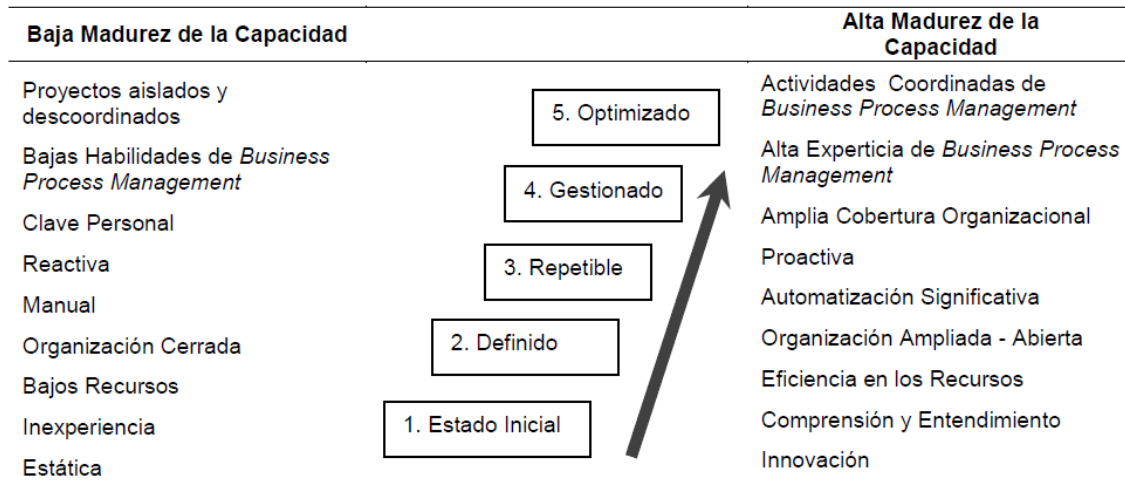 Baja Madurez de la Capacidad
Alta Madurez de la
Capacidad
Proyectos aislados y
descoordinados
Bajas Habilidades de Business
Process Management
Clave Personal
Reactiva
Manual
Organización Cerrada
Bajos Recursos
Inexperiencia
Estática
5. Optimizado
4. Gestionado
3. Repetible
2. Definido
1. Estado Inicial
Actividades Coordinadas de
Business Process Management
Alta Experticia de Business Process
Management
Amplia Cobertura Organizacional
Proactiva
Automatización Significativa
Organización Ampliada - Abierta
Eficiencia en los Recursos
Comprensión y Entendimiento
Innovación